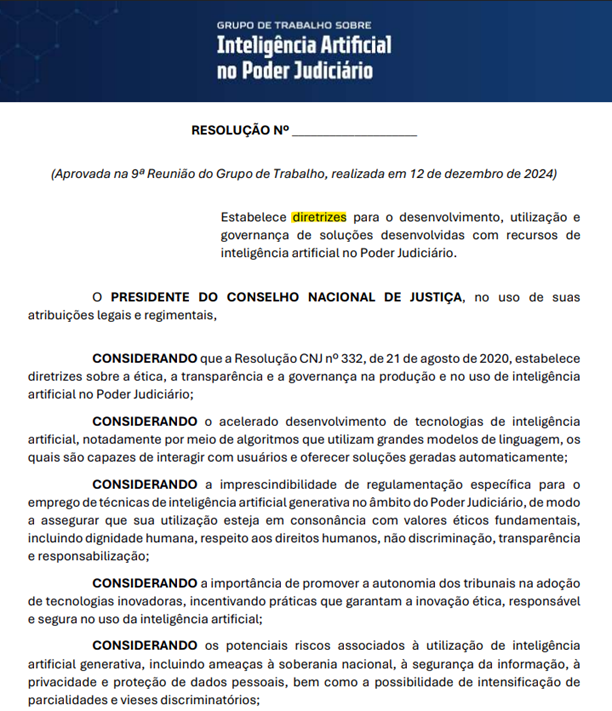 GRUPO DE TRABALHO SOBRE
Inteligência Artificial
no Poder Judiciário
RESOLUÇÃO Nº ___________________
(Aprovada na 9ª Reunião do Grupo de Trabalho, realizada em 12 de dezembro de 2024)
Estabelece diretrizes para o desenvolvimento, utilização e
governança de soluções desenvolvidas com recursos de
inteligência artificial no Poder Judiciário.
O PRESIDENTE DO CONSELHO NACIONAL DE JUSTIÇA, no uso de suas
atribuições legais e regimentais,
CONSIDERANDO que a Resolução CNJ nº 332, de 21 de agosto de 2020, estabelece
diretrizes sobre a ética, a transparência e a governança na produção e no uso de inteligência
artificial no Poder Judiciário;
CONSIDERANDO o acelerado desenvolvimento de tecnologias de inteligência
artificial, notadamente por meio de algoritmos que utilizam grandes modelos de linguagem, os
quais são capazes de interagir com usuários e oferecer soluções geradas automaticamente;
CONSIDERANDO a imprescindibilidade de regulamentação específica para o
emprego de técnicas de inteligência artificial generativa no âmbito do Poder Judiciário, de modo
a assegurar que sua utilização esteja em consonância com valores éticos fundamentais,
incluindo dignidade humana, respeito aos direitos humanos, não discriminação, transparência
e responsabilização;
CONSIDERANDO a importância de promover a autonomia dos tribunais na adoção
de tecnologias inovadoras, incentivando práticas que garantam a inovação ética, responsável
e segura no uso da inteligência artificial;
CONSIDERANDO os potenciais riscos associados à utilização de inteligência
artificial generativa, incluindo ameaças à soberania nacional, à segurança da informação, à
privacidade e proteção de dados pessoais, bem como a possibilidade de intensificação de
parcialidades e vieses discriminatórios;